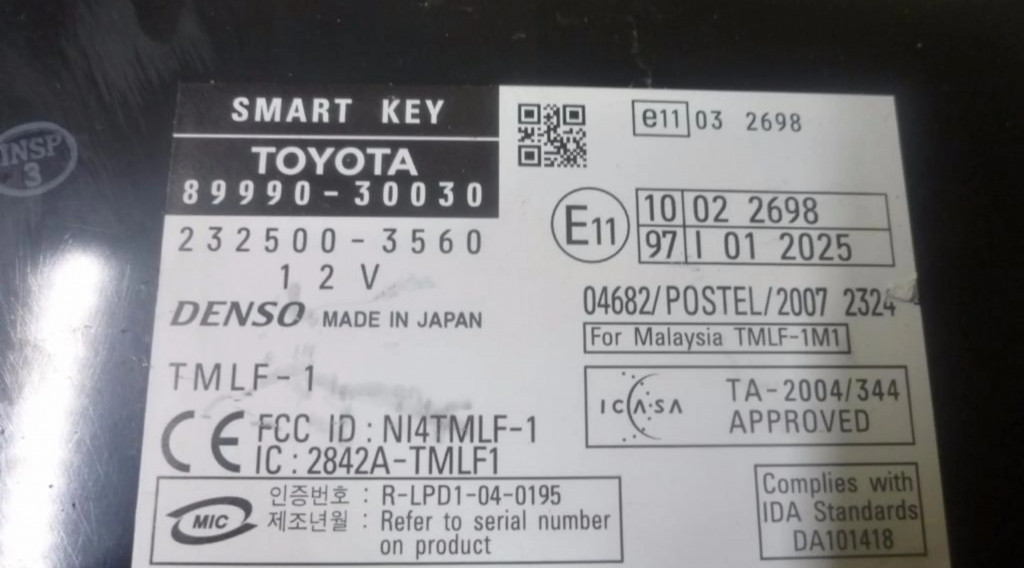 INSP
3
SMART KEY
TOYOTA
89990-30030
232500-3560
12V
DENSO MADE IN JAPAN
TMLF-1
CE FCC ID : NI4TMLF-1
IC : 2842A-TMLF1
MIC
인증번호 : R-LPD1-04-0195
제조년월 : Refer to serial number
on product
e11 03 2698
E11
10 02 2698
97 I 01 2025
04682/POSTEL/2007 2324
For Malaysia TMLF-1M1
ICASA
TA-2004/344
APPROVED
Complies with
IDA Standards
DA101418